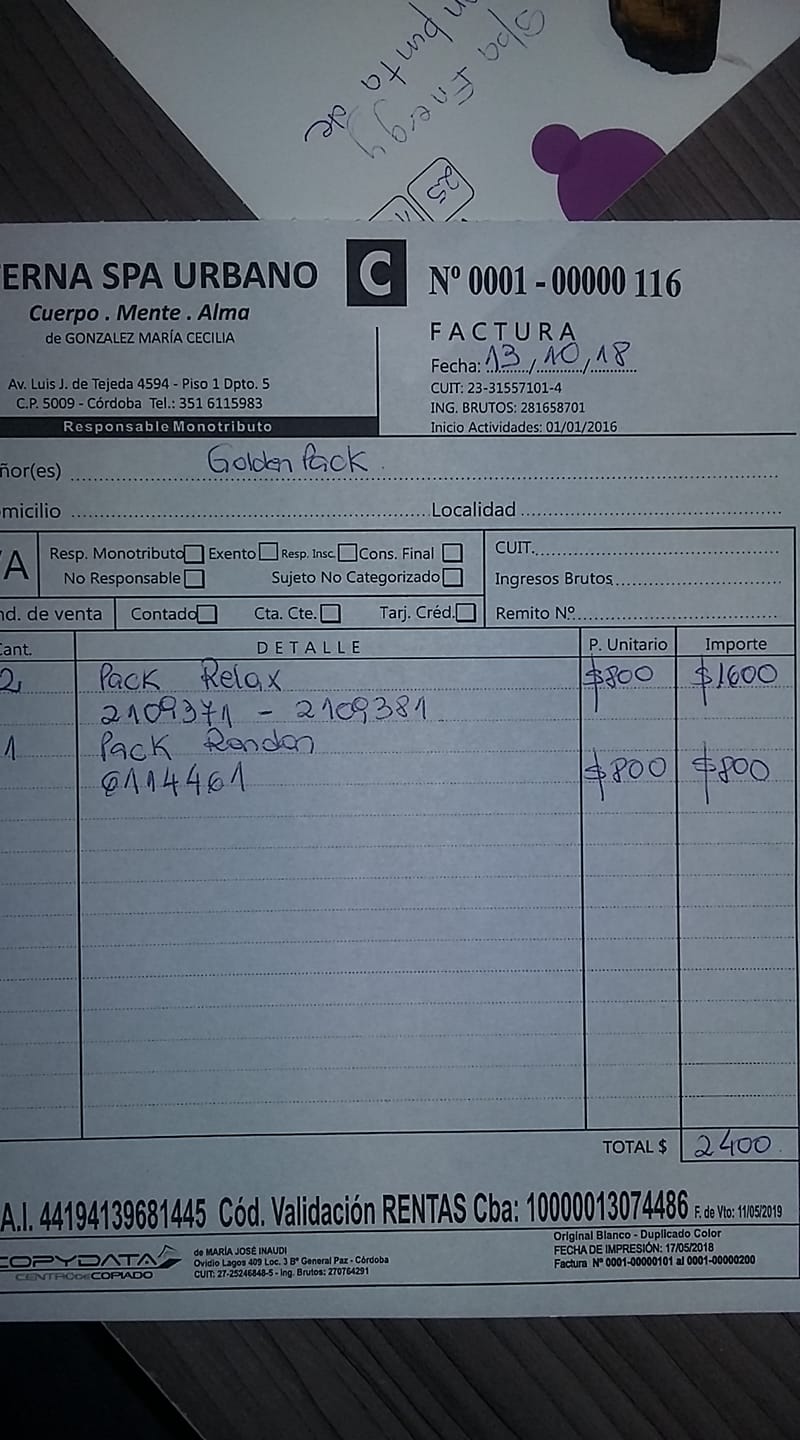 n punta de
Spa Energy
25
ERNA SPA URBANO
C
Nº 0001 - 00000 116
Cuerpo . Mente . Alma
de GONZALEZ MARÍA CECILIA
FACTURA
Fecha: 13/10/18
Av. Luis J. de Tejeda 4594 - Piso 1 Dpto. 5
C.P. 5009 - Córdoba Tel.: 351 6115983
CUIT: 23-31557101-4
ING. BRUTOS: 281658701
Responsable Monotributo
Inicio Actividades: 01/01/2016
ñor(es) Golden Pack
micilio Localidad
VA
Resp. Monotributo Exento Resp. Insc. Cons. Final
No Responsable Sujeto No Categorizado
CUIT.
Ingresos Brutos
nd. de venta Contado Cta. Cte. Tarj. Créd. Remito Nº
Cant. DETALLE P. Unitario Importe
2 Pack Relax $800 $1600
2109371 - 2109381
1 Pack
6114461 $800 $800
TOTAL $ 2400
A.I. 44194139681445 Cód. Validación RENTAS Cba: 10000013074486 F. de Vto: 11/05/2019
COPYDATA
CENTRO DE COPIADO
de MARÍA JOSÉ INAUDI
Ovidio Lagos 409 Loc. 3 Bº General Paz - Córdoba
CUIT: 27-25246848-5 - Ing. Brutos: 270764291
Original Blanco - Duplicado Color
FECHA DE IMPRESIÓN: 17/05/2018
Factura Nº 0001-00000101 al 0001-00000200